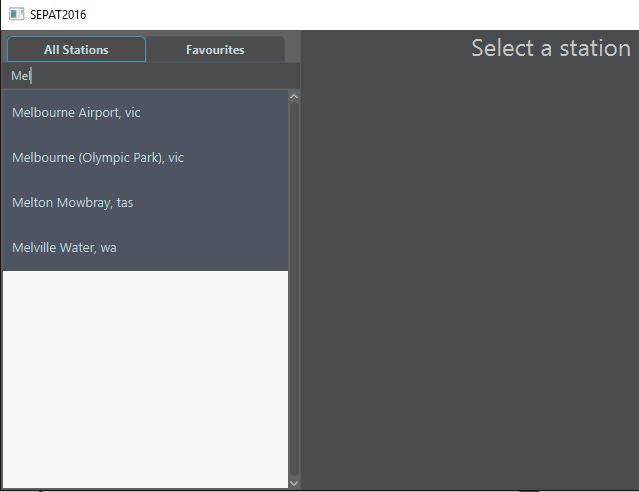 SEPAT2016
All Stations
Favourites
Select a station
Mel
Melbourne Airport, vic
Melbourne (Olympic Park), vic
Melton Mowbray, tas
Melville Water, wa